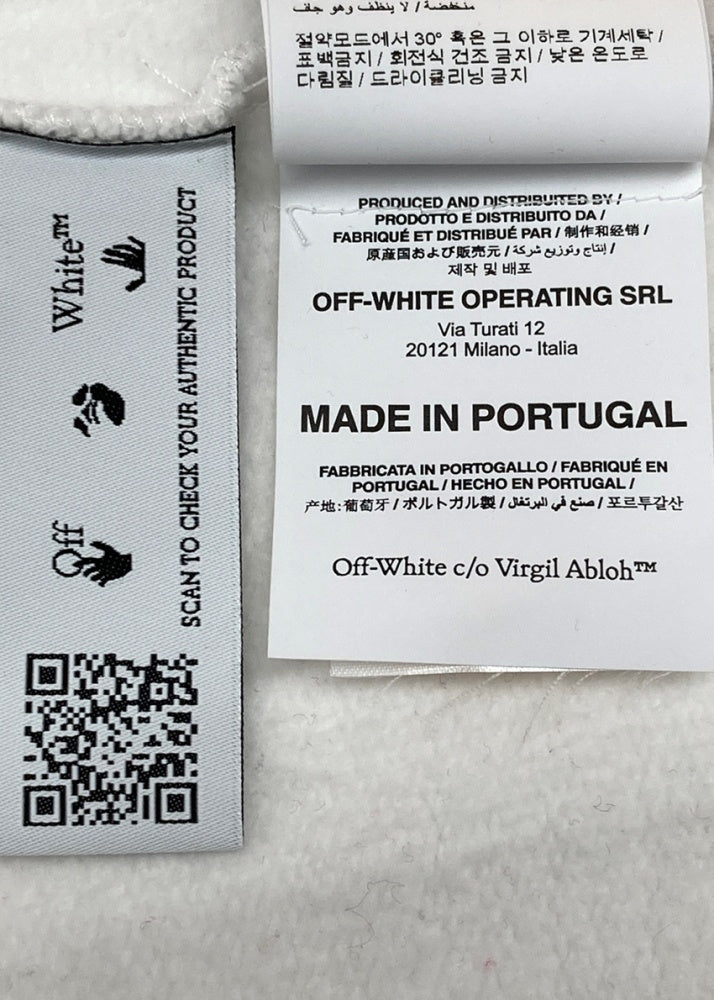 منخفضة / لا ينظف وهو جاف
절약모드에서 30° 혹은 그 이하로 기계세탁 /
표백금지 / 회전식 건조 금지 / 낮은 온도로
다림질 / 드라이클리닝 금지
PRODUCED AND DISTRIBUITED BY /
PRODOTTO E DISTRIBUITO DA /
FABRIQUÉ ET DISTRIBUÉ PAR / 制作和经销 /
原産国および販売元 / إنتاج وتوزيع شركة /
제작 및 배포
OFF-WHITE OPERATING SRL
Via Turati 12
20121 Milano - Italia
MADE IN PORTUGAL
FABBRICATA IN PORTOGALLO / FABRIQUÉ EN
PORTUGAL / HECHO EN PORTUGAL /
产地:葡萄牙 / ポルトガル製 / صنع في البرتغال / 포르투갈산
Off-White c/o Virgil Abloh™
Off White™
SCAN TO CHECK YOUR AUTHENTIC PRODUCT